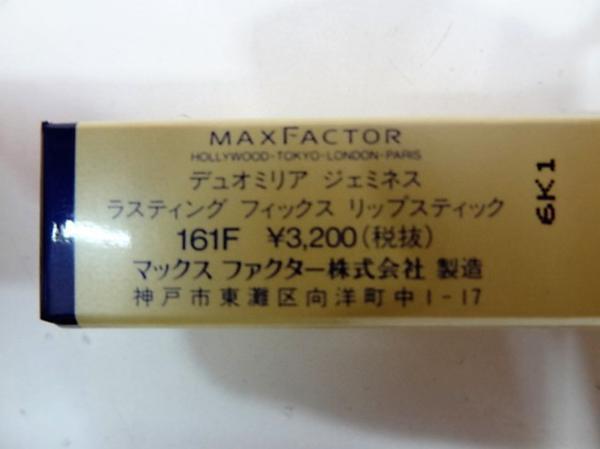 MAXFACTOR
HOLLYWOOD-TOKYO-LONDON-PARIS
デュオミリア ジェミネス
ラスティング フィックス リップスティック
161F ¥3,200(税抜)
マックス ファクター株式会社 製造
神戸市東灘区向洋町中1-17
6K1